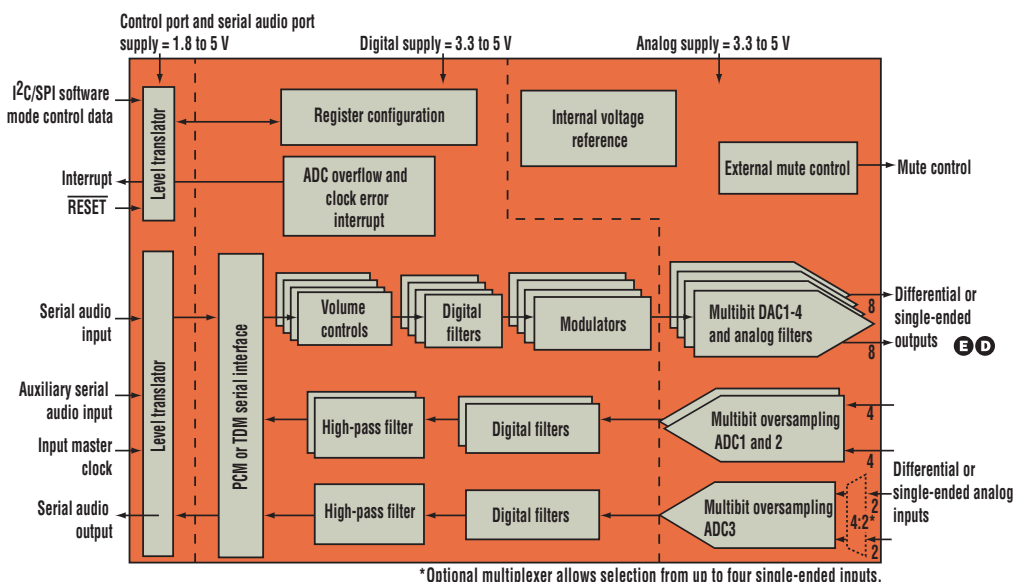 Control port and serial audio port
supply = 1.8 to 5 V
Digital supply = 3.3 to 5 V
Analog supply = 3.3 to 5 V
I2C/SPI software
mode control data
Level translator
Register configuration
Internal voltage
reference
External mute control
Mute control
Interrupt
RESET
ADC overflow and
clock error
interrupt
Serial audio
input
Auxiliary serial
audio input
Input master
clock
Serial audio
output
Level translator
PCM or TDM serial interface
Volume
controls
Digital
filters
Modulators
Multibit DAC1-4
and analog filters
8
8
Differential or
single-ended
outputs E D
High-pass filter
Digital filters
Multibit oversampling
ADC1 and 2
4
4
High-pass filter
Digital filters
Multibit oversampling
ADC3
4:2*
2
2
Differential or
single-ended analog
inputs
*Optional multiplexer allows selection from up to four single-ended inputs.